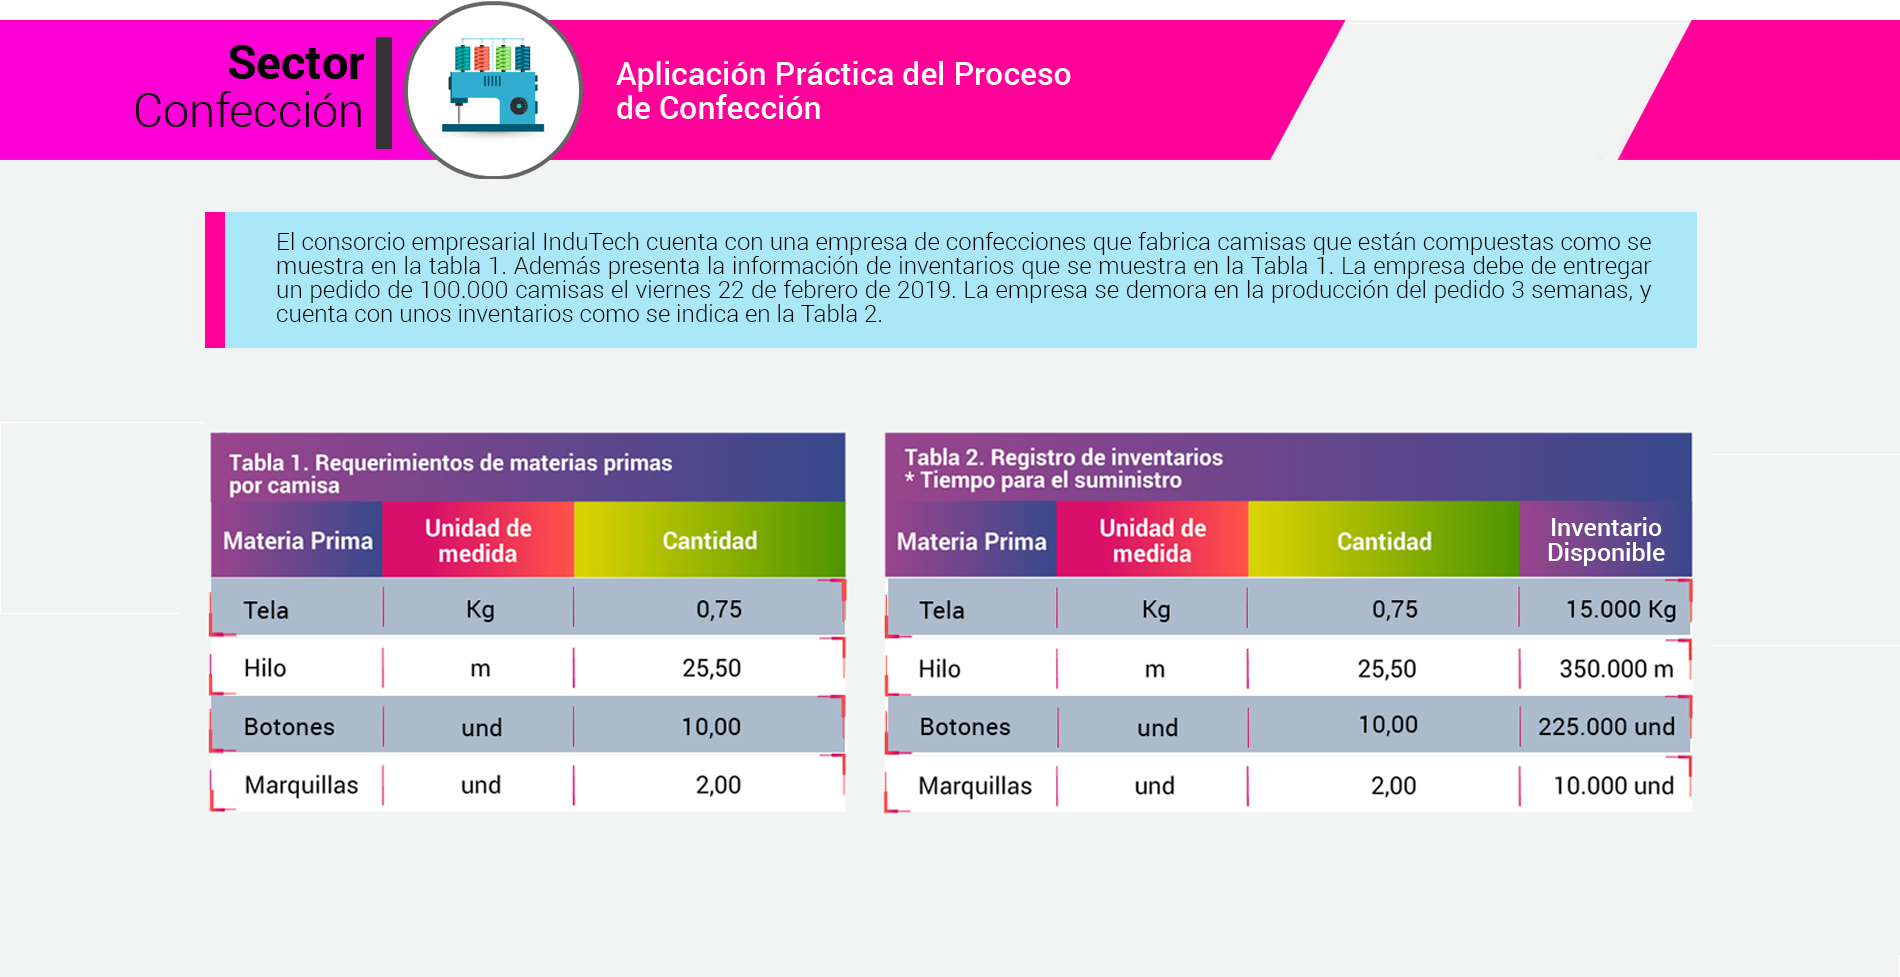 Sector
Confección
Aplicación Práctica del Proceso
de Confección
El consorcio empresarial InduTech cuenta con una empresa de confecciones que fabrica camisas que están compuestas como se
muestra en la tabla 1. Además presenta la información de inventarios que se muestra en la Tabla 1. La empresa debe de entregar
un pedido de 100.000 camisas el viernes 22 de febrero de 2019. La empresa se demora en la producción del pedido 3 semanas, y
cuenta con unos inventarios como se indica en la Tabla 2.
Tabla 1. Requerimientos de materias primas
por camisa
Materia Prima Unidad de medida Cantidad
Tela Kg 0,75
Hilo m 25,50
Botones und 10,00
Marquillas und 2,00
Tabla 2. Registro de inventarios
* Tiempo para el suministro
Materia Prima Unidad de medida Cantidad Inventario Disponible
Tela Kg 0,75 15.000 Kg
Hilo m 25,50 350.000 m
Botones und 10,00 225.000 und
Marquillas und 2,00 10.000 und